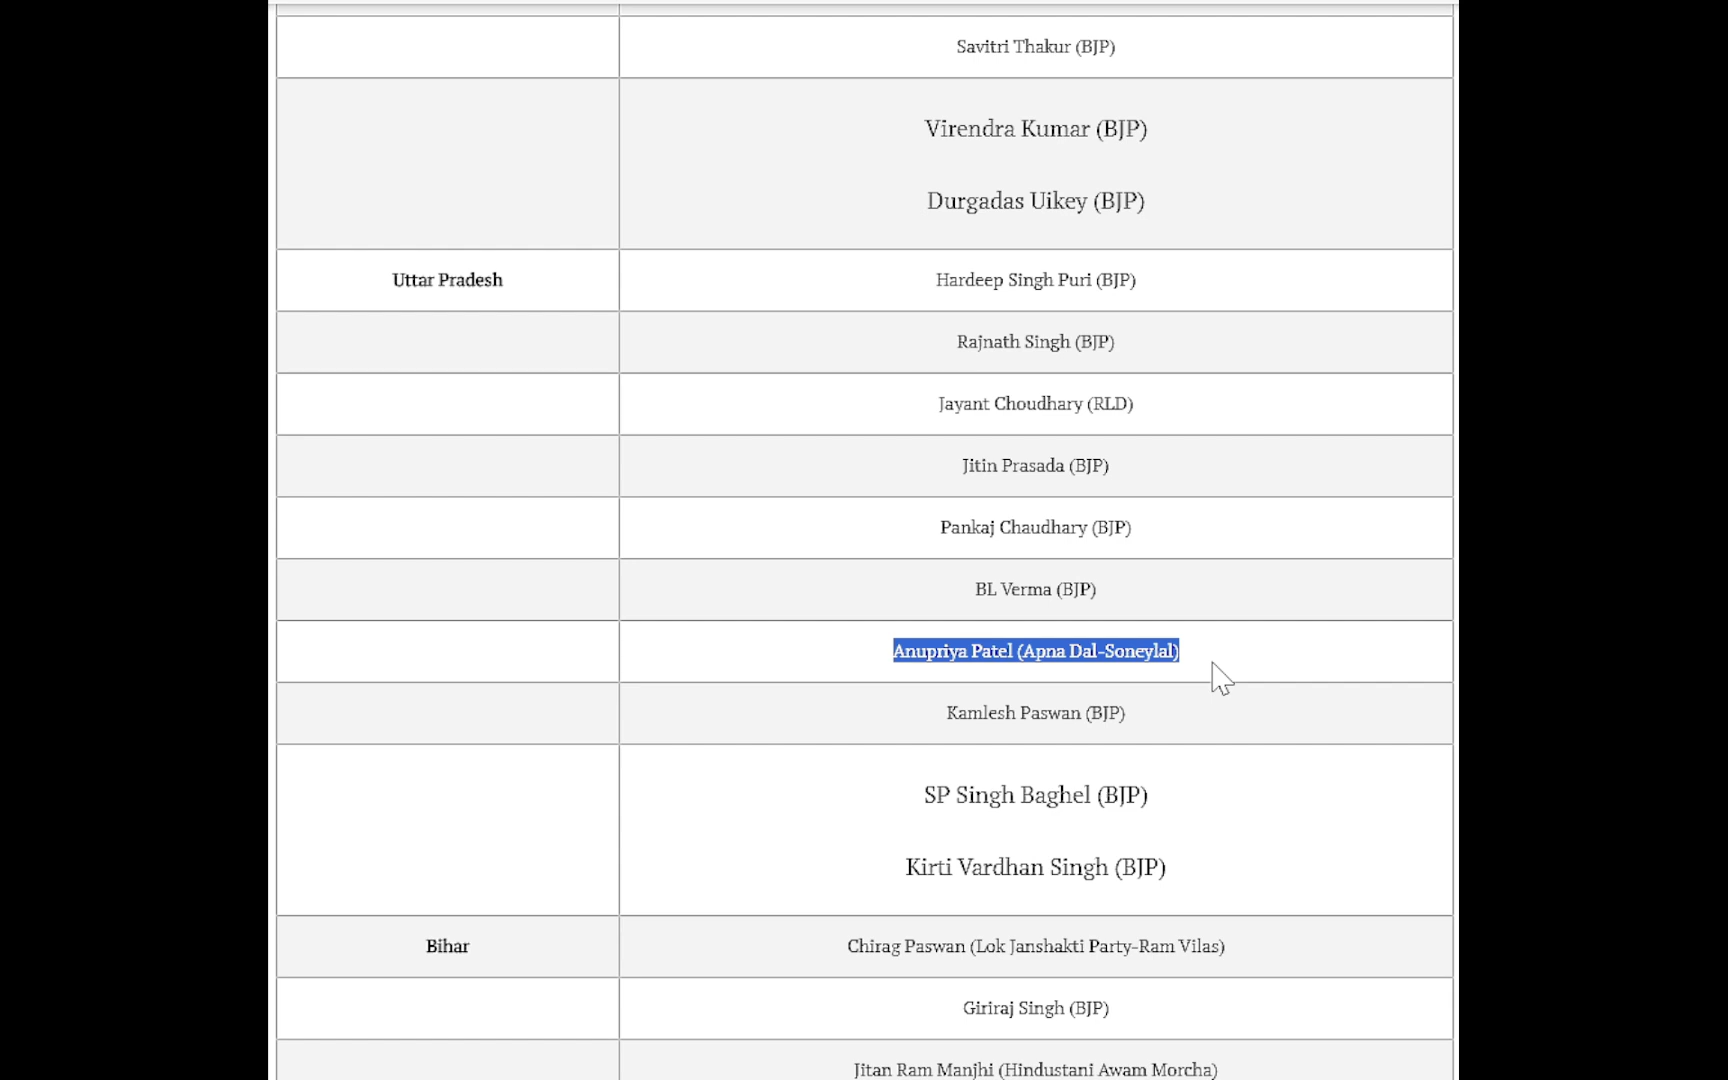 Savitri Thakur (BJP)
Virendra Kumar (BJP)
Durgadas Uikey (BJP)
Uttar Pradesh
Hardeep Singh Puri (BJP)
Rajnath Singh (BJP)
Jayant Choudhary (RLD)
Jitin Prasada (BJP)
Pankaj Chaudhary (BJP)
BL Verma (BJP)
Anupriya Patel (Apna Dal-Soneylal)
Kamlesh Paswan (BJP)
SP Singh Baghel (BJP)
Kirti Vardhan Singh (BJP)
Bihar
Chirag Paswan (Lok Janshakti Party-Ram Vilas)
Giriraj Singh (BJP)
Jitan Ram Manjhi (Hindustani Awam Morcha)